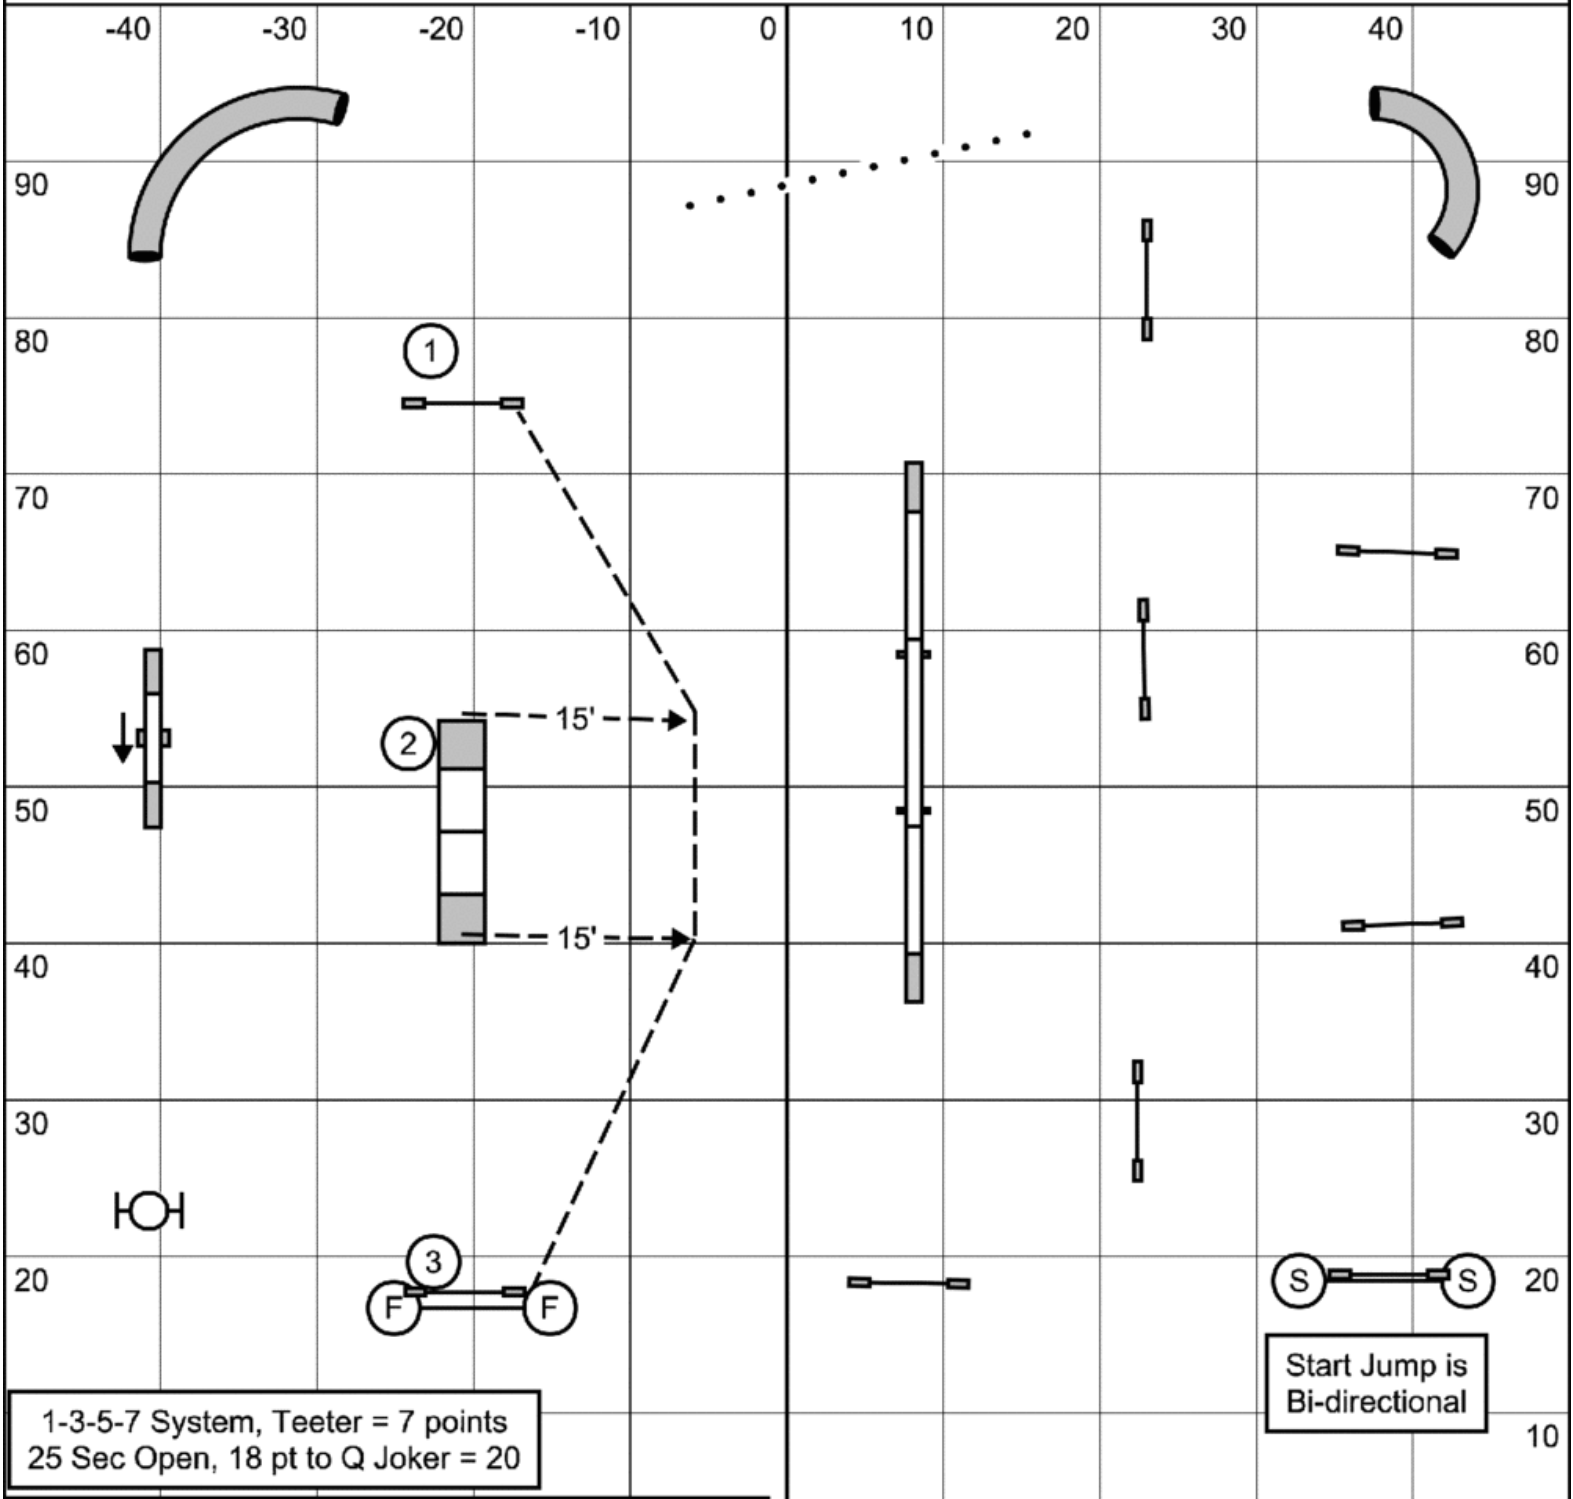 -40 -30 -20 -10 0 10 20 30 40
90 90
80 80
1
70 70
60 60
15'
2
50 50
15'
40 40
30 30
3
20 20
F F
S S
Start Jump is
Bi-directional
1-3-5-7 System, Teeter = 7 points
25 Sec Open, 18 pt to Q Joker = 20
10